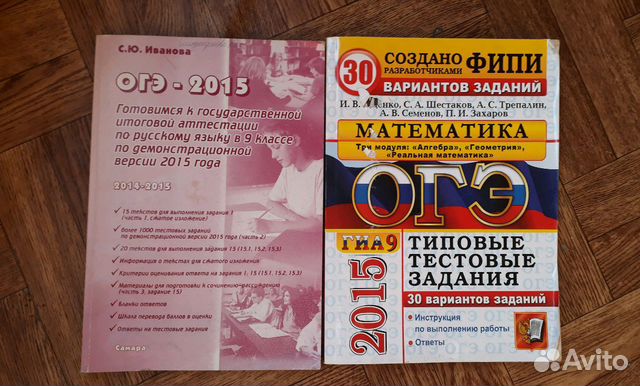 С.Ю. Иванова
ОГЭ - 2015
Готовимся к государственной
итоговой аттестации
по русскому языку в 9 классе
по демонстрационной
версии 2015 года
2014-2015
15 текстов для выполнения задания 1
(часть 1, сжатое изложение)
более 1000 тестовых заданий
по демонстрационной версии 2015 года (часть 2)
20 текстов для выполнения задания 15 (15.1, 15.2, 15.3)
Информация о текстах для сжатого изложения
Критерии оценивания ответа на задания 1; 15 (15.1, 15.2, 15.3)
Материалы для подготовки к сочинению-рассуждению
(часть 3, задание 15)
Бланки ответов
Шкала перевода баллов в оценки
Ответы на тестовые задания
Самара
30 СОЗДАНО
РАЗРАБОТЧИКАМИ ФИПИ
ВАРИАНТОВ ЗАДАНИЙ
И. В. С. А. Шестаков, А. С. Трепалин,
А. В. Семенов, П. И. Захаров
МАТЕМАТИКА
Три модуля: «Алгебра», «Геометрия»,
«Реальная математика»
ОГЭ
ГИА 9
2015
ТИПОВЫЕ
ТЕСТОВЫЕ
ЗАДАНИЯ
30 вариантов заданий
• Инструкция
по выполнению работы
• Ответы
Avito